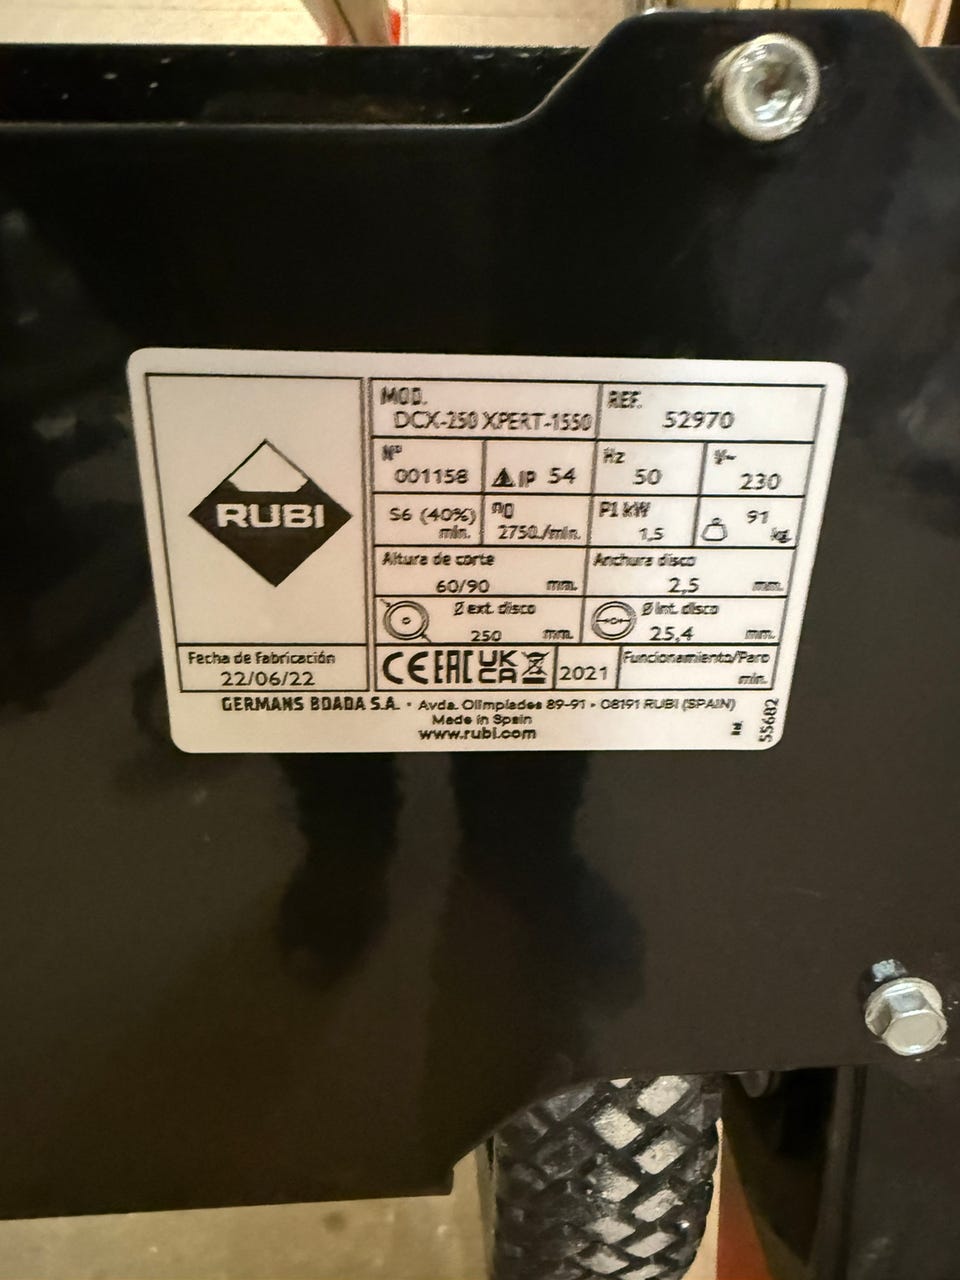 RUBI
MOD.
DCX-250 XPERT-1550
REF.
52970
Nº
001158
IP 54
Hz
50
V~
230
S6 (40%)
min.
n0
2750./min.
P1 kW
1,5
91
kg.
Altura de corte
60/90 mm.
Anchura disco
2,5 mm.
Ø ext. disco
250 mm.
Ø int. disco
25,4 mm.
Fecha de Fabricación
22/06/22
CE EAC UK CA
2021
Funcionamiento/Paro
min.
GERMANS BOADA S.A. · Avda. Olimpiades 89-91 · 08191 RUBI (SPAIN)
Made in Spain
www.rubi.com
55682